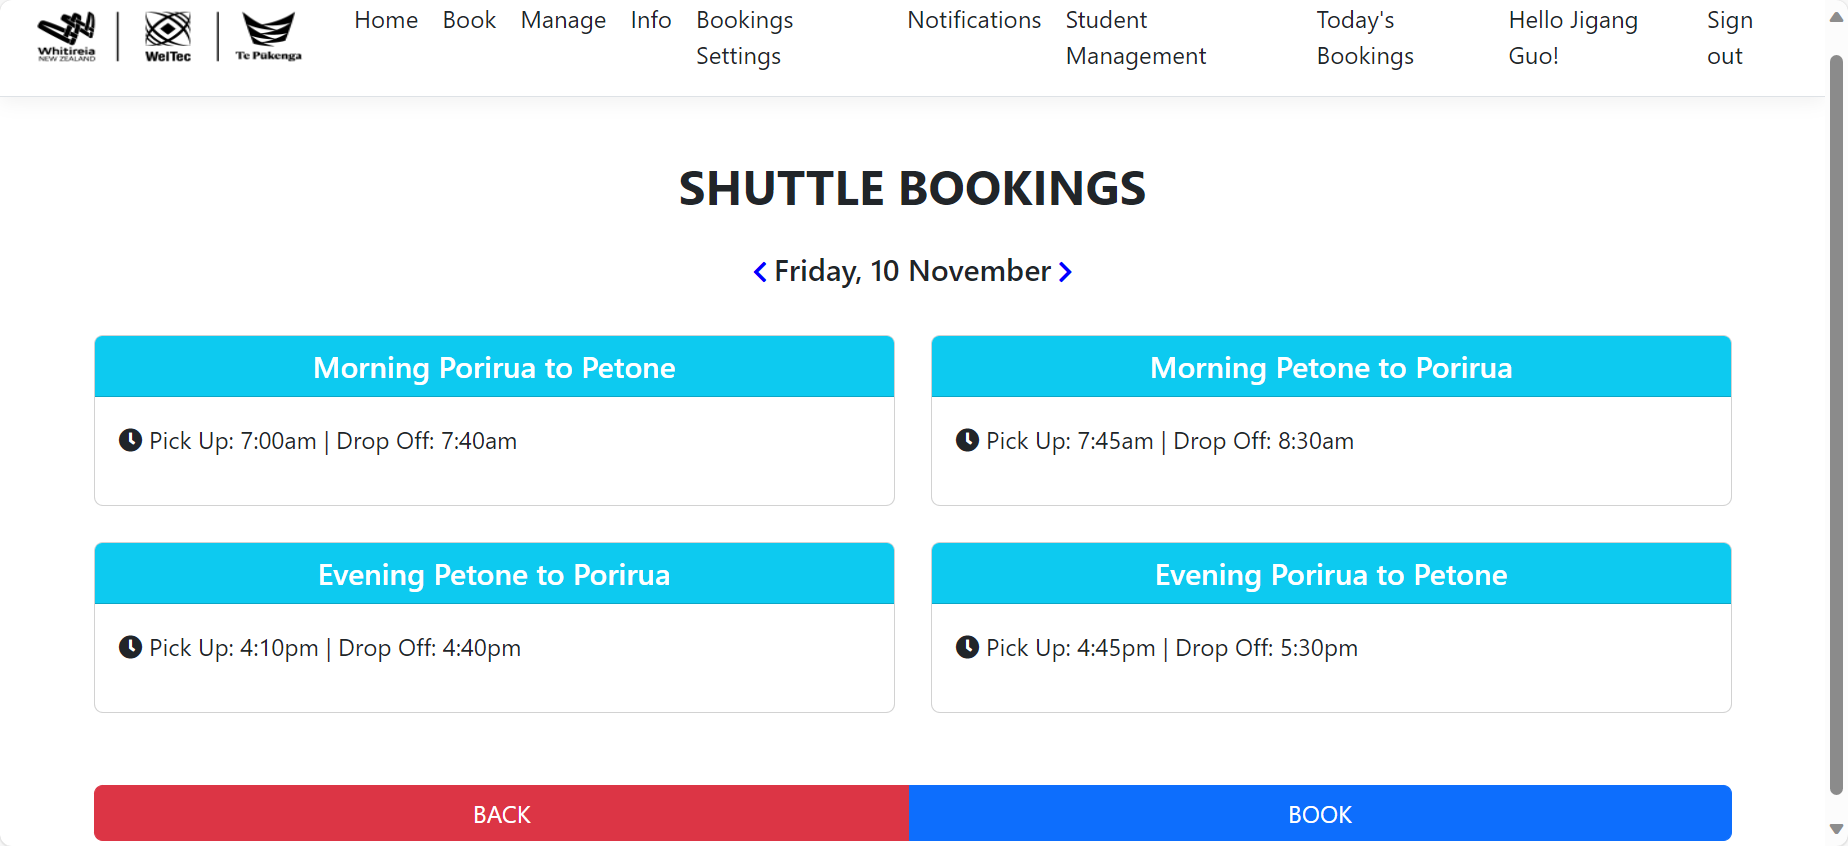 Whitireia
NEW ZEALAND
WelTec
Te Pūkenga
Home
Book
Manage
Info
Bookings
Settings
Notifications
Student
Management
Today's
Bookings
Hello Jigang
Guo!
Sign
out
SHUTTLE BOOKINGS
Friday, 10 November
Morning Porirua to Petone
Pick Up: 7:00am | Drop Off: 7:40am
Morning Petone to Porirua
Pick Up: 7:45am | Drop Off: 8:30am
Evening Petone to Porirua
Pick Up: 4:10pm | Drop Off: 4:40pm
Evening Porirua to Petone
Pick Up: 4:45pm | Drop Off: 5:30pm
BACK
BOOK